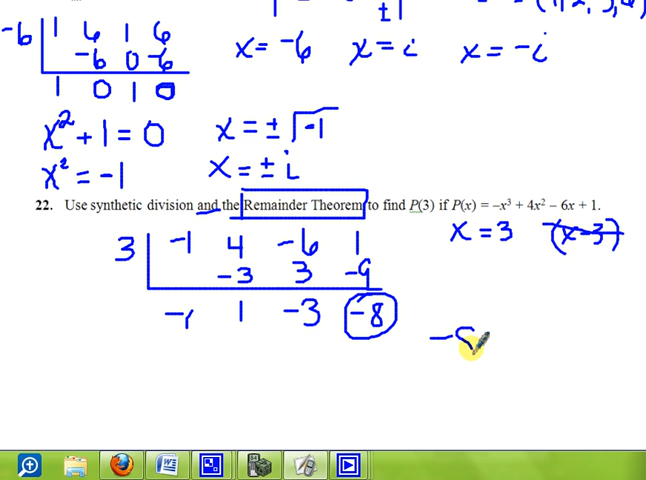 ±1
-6 | 1 6 1 6
-6 0 -6 x = -6 x = i x = -i
1 0 1 0
x² + 1 = 0 x = ± √-1
x² = -1 x = ± i
22. Use synthetic division and the Remainder Theorem to find P(3) if P(x) = –x³ + 4x² – 6x + 1.
3 | -1 4 -6 1 x = 3 (x-3)
-3 3 -9
-1 1 -3 -8